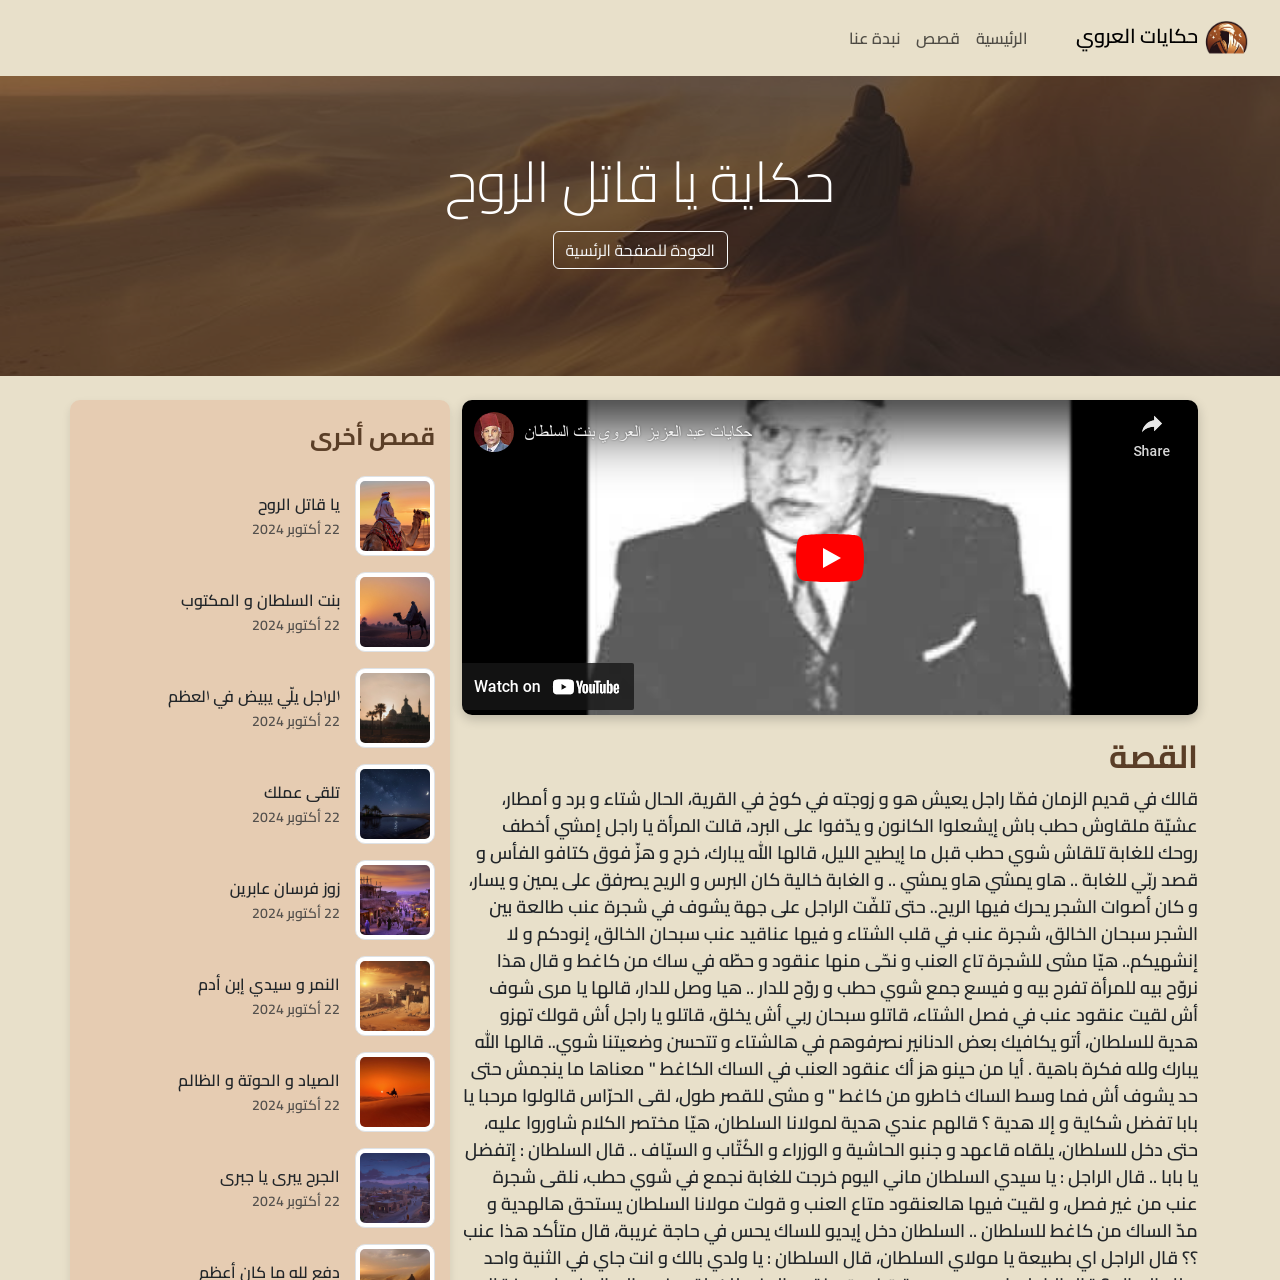 حكايات العروي
الرئيسية
قصص
نبدة عنا
حكاية يا قاتل الروح
العودة للصفحة الرئسية
حكايات عبد العزيز العروي بنت السلطان
Share
Watch on YouTube
القصة
قالك في قديم الزمان فمّا راجل يعيش هو و زوجته في كوخ في القرية، الحال شتاء و برد و أمطار،
عشيّة ملقاوش حطب باش إيشعلوا الكانون و يدّفوا على البرد، قالت المرأة يا راجل إمشي أخطف
روحك للغابة تلقاش شوي حطب قبل ما إيطيح الليل، قالها الله يبارك، خرج و هزّ فوق كتافو الفأس و
قصد ربّي للغابة .. هاو يمشي هاو يمشي .. و الغابة خالية كان البرس و الريح يصرفق على يمين و يسار،
و كان أصوات الشجر يحرك فيها الريح.. حتى تلفّت الراجل على جهة يشوف في شجرة عنب طالعة بين
الشجر سبحان الخالق، شجرة عنب في قلب الشتاء و فيها عناقيد عنب سبحان الخالق، إنودكم و لا
إنشهيكم.. هيّا مشى للشجرة تاع العنب و نحّى منها عنقود و حطّه في ساك من كاغط و قال هذا
نروّح بيه للمرأة تفرح بيه و فيسع جمع شوي حطب و روّح للدار .. هيا وصل للدار، قالها يا مرى شوف
أش لقيت عنقود عنب في فصل الشتاء، قاتلو سبحان ربي أش يخلق، قاتلو يا راجل أش قولك تهزو
هدية للسلطان، أتو يكافيك بعض الدنانير نصرفوهم في هالشتاء و تتحسن وضعيتنا شوي.. قالها الله
يبارك ولله فكرة باهية . أيا من حينو هز أك عنقود العنب في الساك الكاغط " معناها ما ينجمش حتى
حد يشوف أش فما وسط الساك خاطرو من كاغط " و مشى للقصر طول، لقى الحرّاس قالولوا مرحبا يا
بابا تفضل شكاية و إلا هدية ؟ قالهم عندي هدية لمولانا السلطان، هيّا مختصر الكلام شاوروا عليه،
حتى دخل للسلطان، يلقاه قاعهد و جنبو الحاشية و الوزراء و الكُتّاب و السيّاف .. قال السلطان : إتفضل
يا بابا .. قال الراجل : يا سيدي السلطان ماني اليوم خرجت للغابة نجمع في شوي حطب، نلقى شجرة
عنب من غير فصل، و لقيت فيها هالعنقود متاع العنب و قولت مولانا السلطان يستحق هالهدية و
مدّ الساك من كاغط للسلطان .. السلطان دخل إيديو للساك يحس في حاجة غريبة، قال متأكد هذا عنب
؟؟ قال الراجل اي بطبيعة يا مولاي السلطان، قال السلطان : يا ولدي بالك و انت جاي في الثنية واحد
قصص أخرى
يا قاتل الروح
22 أكتوبر 2024
بنت السلطان و المكتوب
22 أكتوبر 2024
الراجل يلّي يبيض في العظم
22 أكتوبر 2024
تلقى عملك
22 أكتوبر 2024
زوز فرسان عابرين
22 أكتوبر 2024
النمر و سيدي إبن أدم
22 أكتوبر 2024
الصياد و الحوتة و الظالم
22 أكتوبر 2024
الجرح يبرى يا جبرى
22 أكتوبر 2024
دفع لله ما كان أعظم